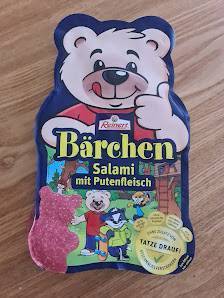 Reinert
Bärchen
Salami
mit Putenfleisch
TATZE DRAUF!